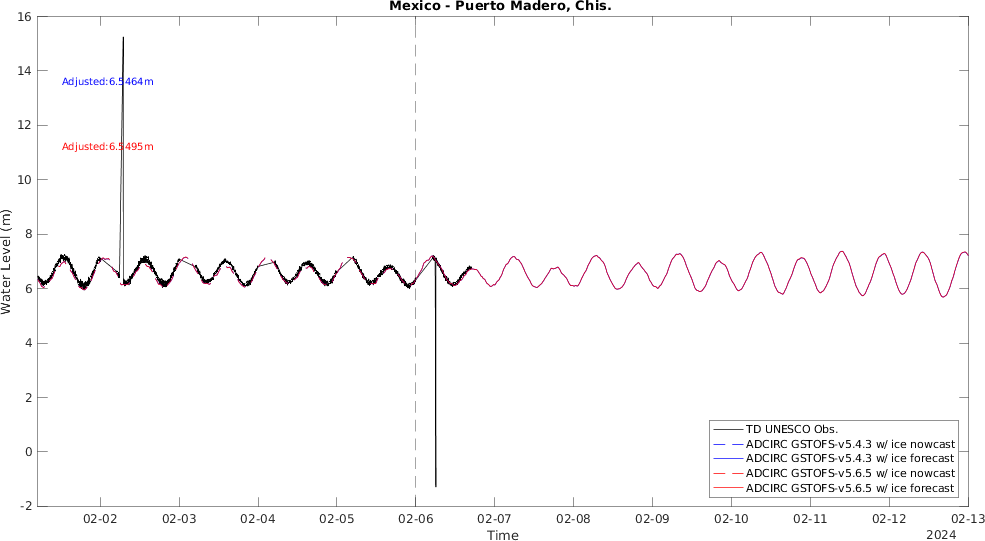 Mexico - Puerto Madero, Chis.
16
14
12
10
8
6
4
2
0
-2
Water Level (m)
Adjusted:6.5464m
Adjusted:6.5495m
TD UNESCO Obs.
ADCIRC GSTOFS-v5.4.3 w/ ice nowcast
ADCIRC GSTOFS-v5.4.3 w/ ice forecast
ADCIRC GSTOFS-v5.6.5 w/ ice nowcast
ADCIRC GSTOFS-v5.6.5 w/ ice forecast
02-02 02-03 02-04 02-05 02-06 02-07 02-08 02-09 02-10 02-11 02-12 02-13
Time
2024